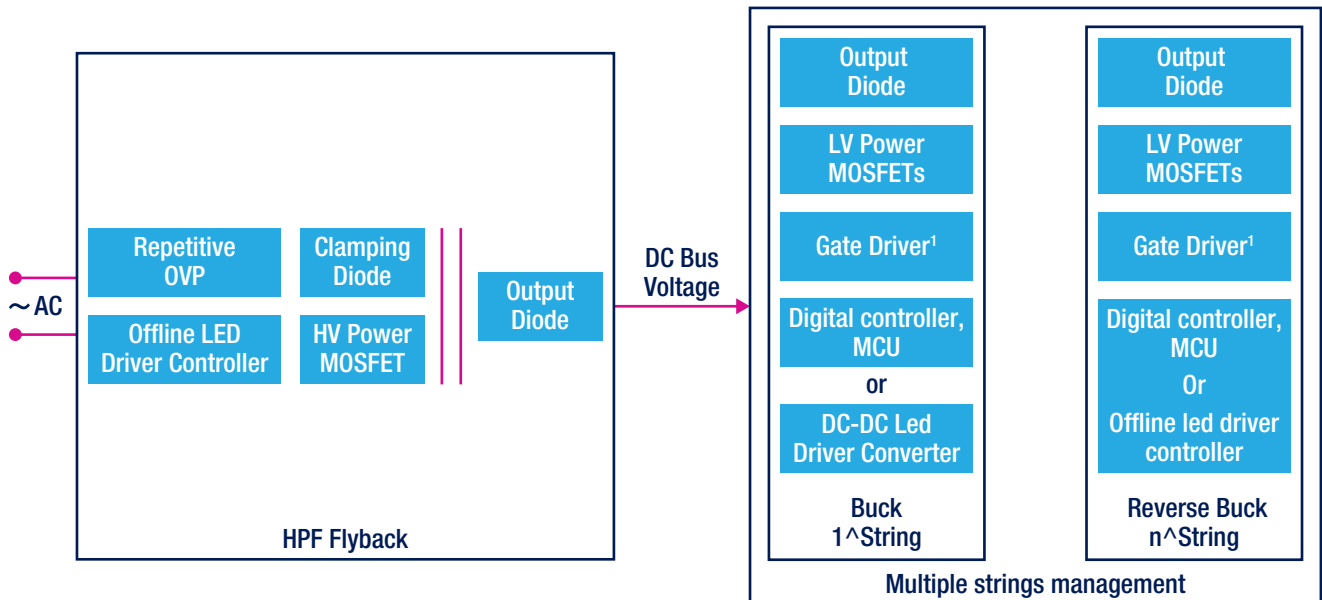 ~ AC
Repetitive
OVP
Clamping
Diode
Offline LED
Driver Controller
HV Power
MOSFET
Output
Diode
HPF Flyback
DC Bus
Voltage
Output
Diode
LV Power
MOSFETs
Gate Driver1
Digital controller,
MCU
or
DC-DC Led
Driver Converter
Buck
1^String
Output
Diode
LV Power
MOSFETs
Gate Driver1
Digital controller,
MCU
Or
Offline led driver
controller
Reverse Buck
n^String
Multiple strings management